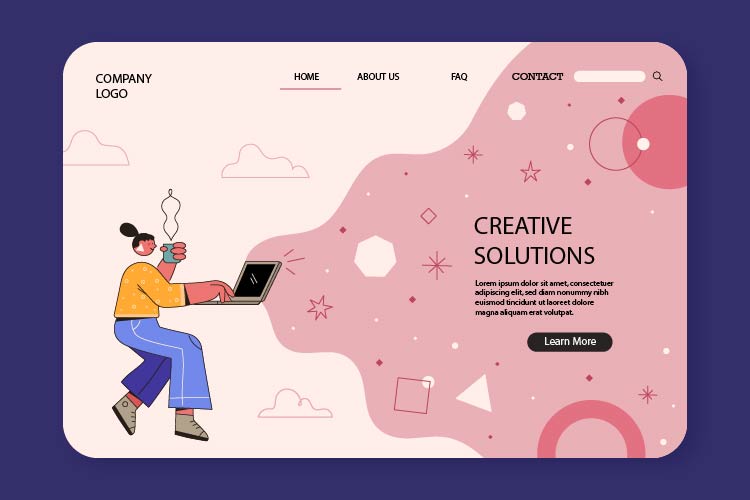 COMPANY
LOGO
HOME
ABOUT US
FAQ
CONTACT
CREATIVE
SOLUTIONS
Lorem ipsum dolor sit amet, consectetuer
adipiscing elit, sed diam nonummy nibh
euismod tincidunt ut laoreet dolore
magna aliquam erat volutpat.
Learn More